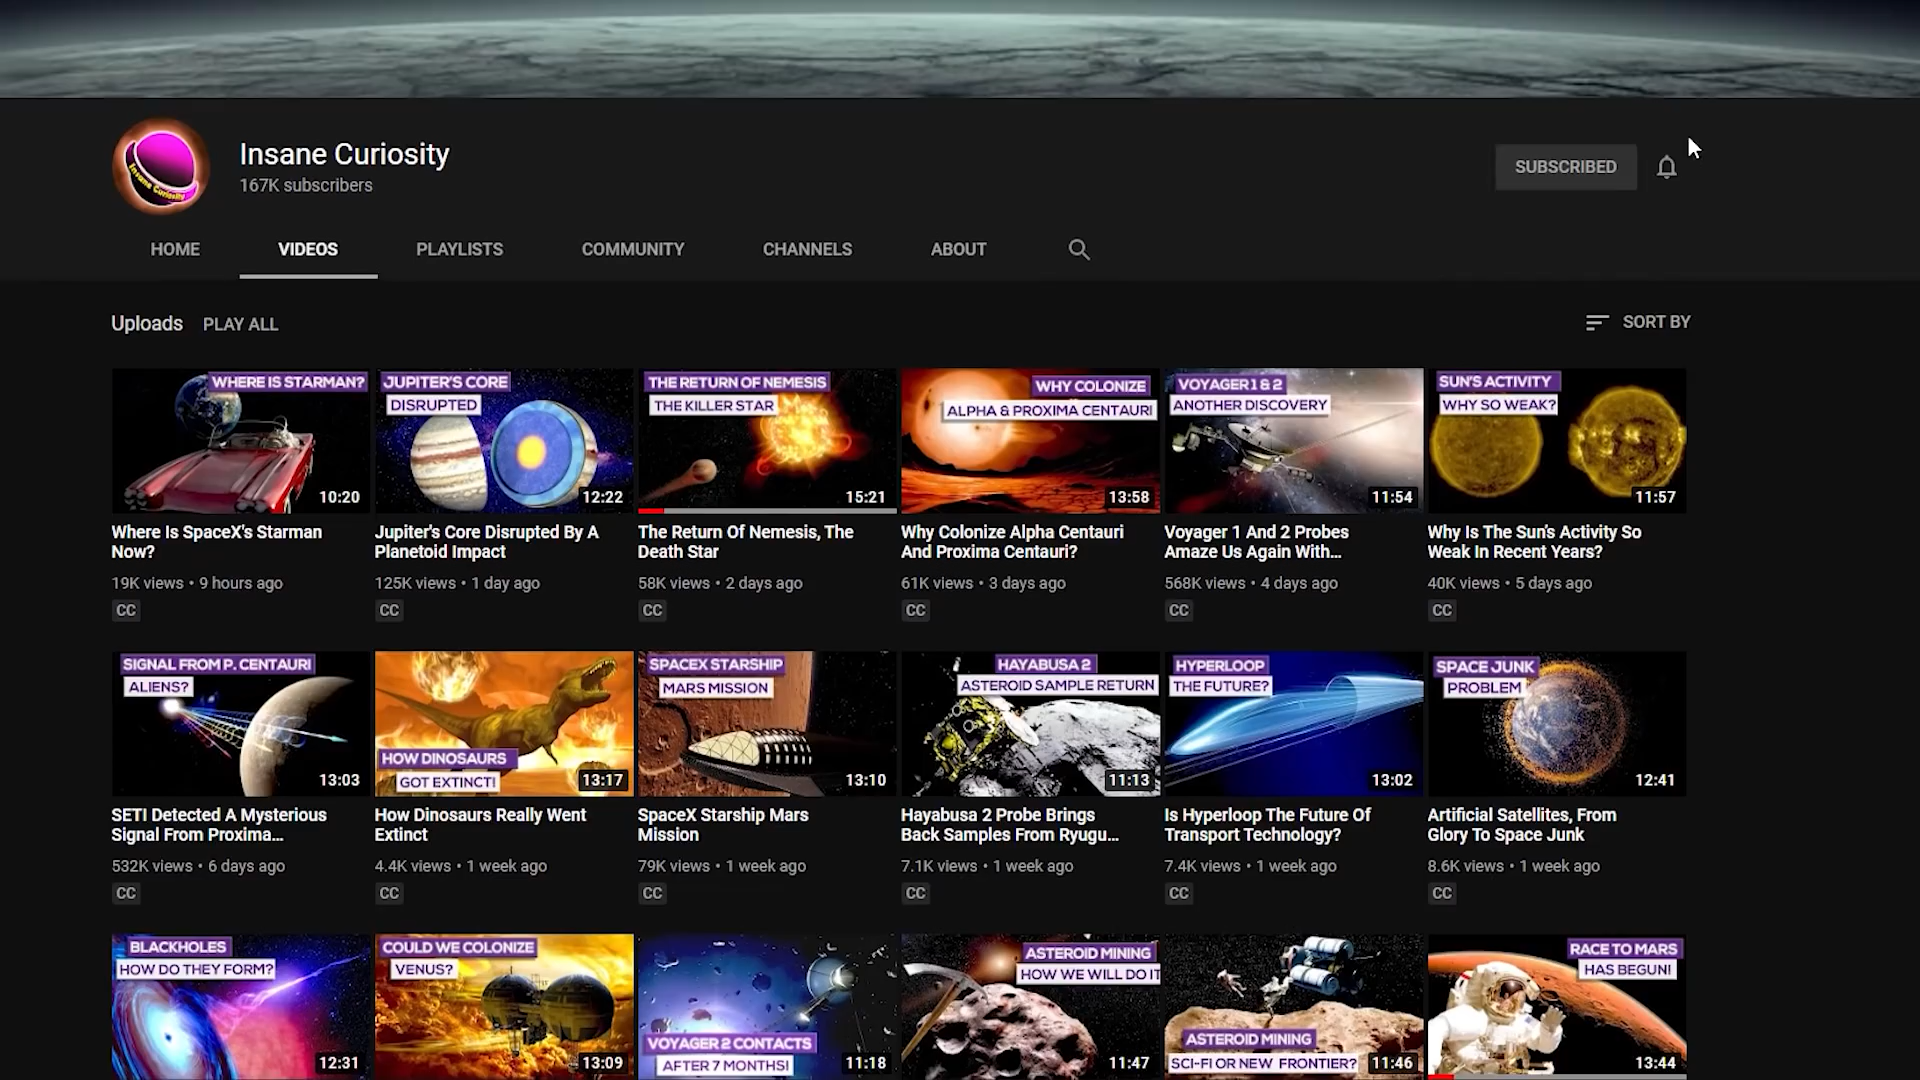 Insane Curiosity
Insane Curiosity
167K subscribers
SUBSCRIBED
HOME
VIDEOS
PLAYLISTS
COMMUNITY
CHANNELS
ABOUT
Uploads
PLAY ALL
SORT BY
WHERE IS STARMAN?
10:20
Where Is SpaceX's Starman
Now?
19K views • 9 hours ago
CC
JUPITER'S CORE
DISRUPTED
12:22
Jupiter's Core Disrupted By A
Planetoid Impact
125K views • 1 day ago
CC
THE RETURN OF NEMESIS
THE KILLER STAR
15:21
The Return Of Nemesis, The
Death Star
58K views • 2 days ago
CC
WHY COLONIZE
ALPHA & PROXIMA CENTAURI
13:58
Why Colonize Alpha Centauri
And Proxima Centauri?
61K views • 3 days ago
CC
VOYAGER 1 & 2
ANOTHER DISCOVERY
11:54
Voyager 1 And 2 Probes
Amaze Us Again With...
568K views • 4 days ago
CC
SUN'S ACTIVITY
WHY SO WEAK?
11:57
Why Is The Sun's Activity So
Weak In Recent Years?
40K views • 5 days ago
CC
SIGNAL FROM P. CENTAURI
ALIENS?
13:03
SETI Detected A Mysterious
Signal From Proxima...
532K views • 6 days ago
CC
HOW DINOSAURS
GOT EXTINCT!
13:17
How Dinosaurs Really Went
Extinct
4.4K views • 1 week ago
CC
SPACEX STARSHIP
MARS MISSION
13:10
SpaceX Starship Mars
Mission
79K views • 1 week ago
CC
HAYABUSA 2
ASTEROID SAMPLE RETURN
11:13
Hayabusa 2 Probe Brings
Back Samples From Ryugu...
7.1K views • 1 week ago
CC
HYPERLOOP
THE FUTURE?
13:02
Is Hyperloop The Future Of
Transport Technology?
7.4K views • 1 week ago
CC
SPACE JUNK
PROBLEM
12:41
Artificial Satellites, From
Glory To Space Junk
8.6K views • 1 week ago
CC
BLACKHOLES
HOW DO THEY FORM?
12:31
COULD WE COLONIZE
VENUS?
13:09
VOYAGER 2 CONTACTS
AFTER 7 MONTHS!
11:18
ASTEROID MINING
HOW WE WILL DO IT
11:47
ASTEROID MINING
SCI-FI OR NEW FRONTIER?
11:46
RACE TO MARS
HAS BEGUN!
13:44